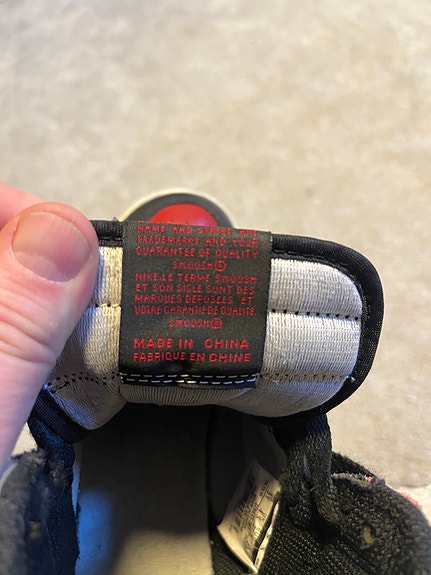 NAME AND STRIPE ARE
TRADEMARKS AND YOUR
GUARANTEE OF QUALITY
SWOOSH®
NIKE LE TERME SWOOSH
ET SON SIGLE SONT DES
MARQUES DEPOSEES, ET
VOTRE GARANTIE DE QUALITE.
SWOOSH®
MADE IN CHINA
FABRIQUE EN CHINE